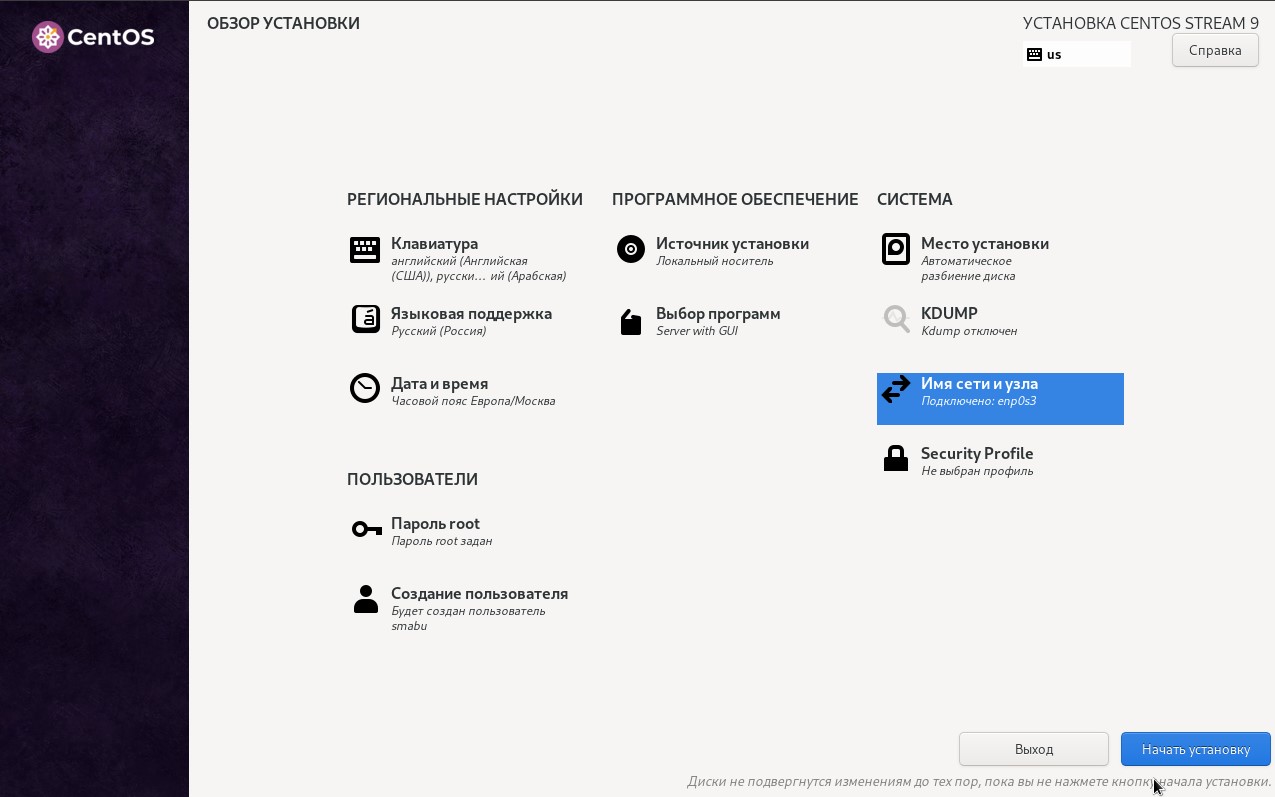 CentOS
ОБЗОР УСТАНОВКИ
УСТАНОВКА CENTOS STREAM 9
us
Справка
РЕГИОНАЛЬНЫЕ НАСТРОЙКИ
Клавиатура
английский (Английская
(США)), русски… ий (Арабская)
Языковая поддержка
Русский (Россия)
Дата и время
Часовой пояс Европа/Москва
ПОЛЬЗОВАТЕЛИ
Пароль root
Пароль root задан
Создание пользователя
Будет создан пользователь
smabu
ПРОГРАММНОЕ ОБЕСПЕЧЕНИЕ
Источник установки
Локальный носитель
Выбор программ
Server with GUI
СИСТЕМА
Место установки
Автоматическое
разбиение диска
KDUMP
Kdump отключен
Имя сети и узла
Подключено: enp0s3
Security Profile
Не выбран профиль
Выход
Начать установку
Диски не подвергнутся изменениям до тех пор, пока вы не нажмете кнопку начала установки.